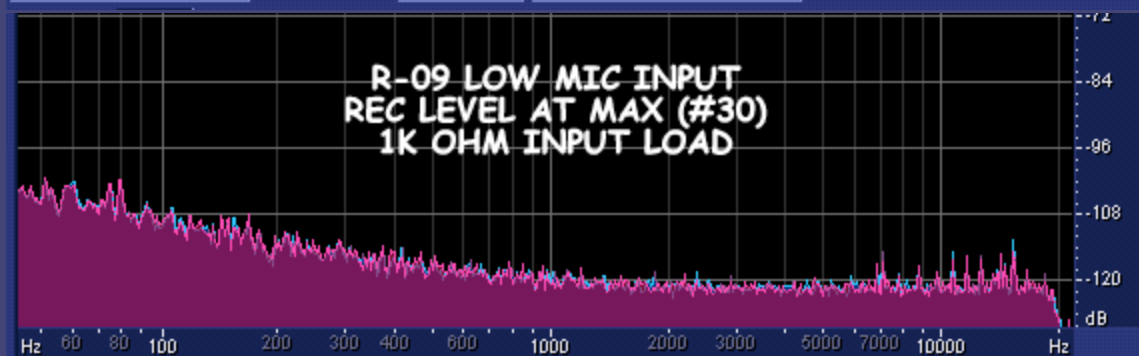 -72
R-09 LOW MIC INPUT
-84
REC LEVEL AT MAX (#30)
1K OHM INPUT LOAD
-96
-108
-120
dB
Hz 60 80 100 200 300 400 600 1000 2000 3000 5000 7000 10000 Hz